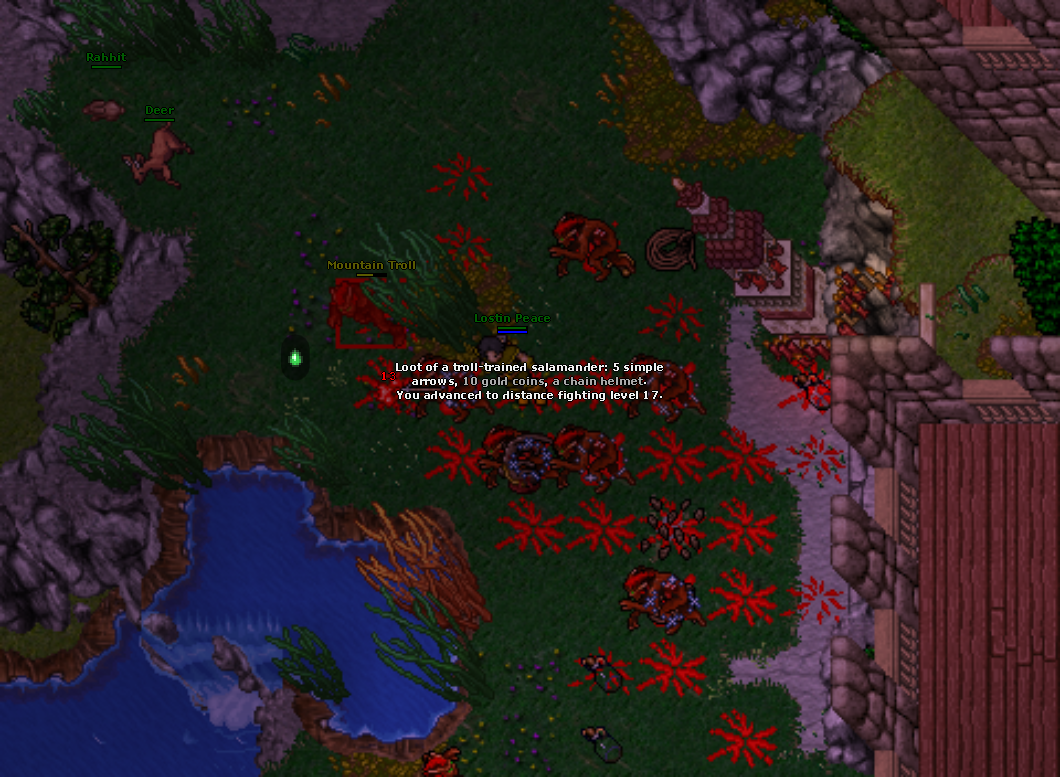 Rabbit
Deer
Mountain Troll
Lostin Peace
Loot of a troll-trained salamander: 5 simple
arrows, 10 gold coins, a chain helmet.
You advanced to distance fighting level 17.